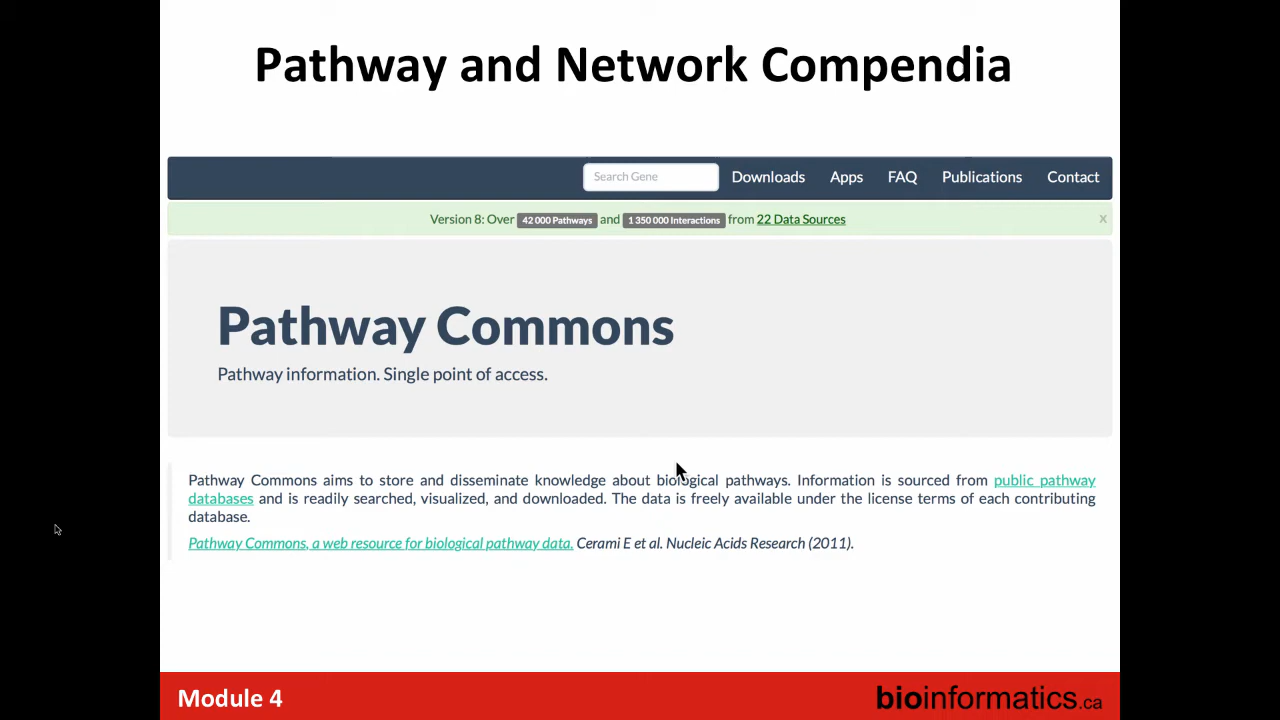 Pathway and Network Compendia
Search Gene Downloads Apps FAQ Publications Contact
Version 8: Over 42 000 Pathways and 1 350 000 Interactions from 22 Data Sources x
Pathway Commons
Pathway information. Single point of access.
Pathway Commons aims to store and disseminate knowledge about biological pathways. Information is sourced from public pathway
databases and is readily searched, visualized, and downloaded. The data is freely available under the license terms of each contributing
database.
Pathway Commons, a web resource for biological pathway data. Cerami E et al. Nucleic Acids Research (2011).
Module 4 bioinformatics.ca